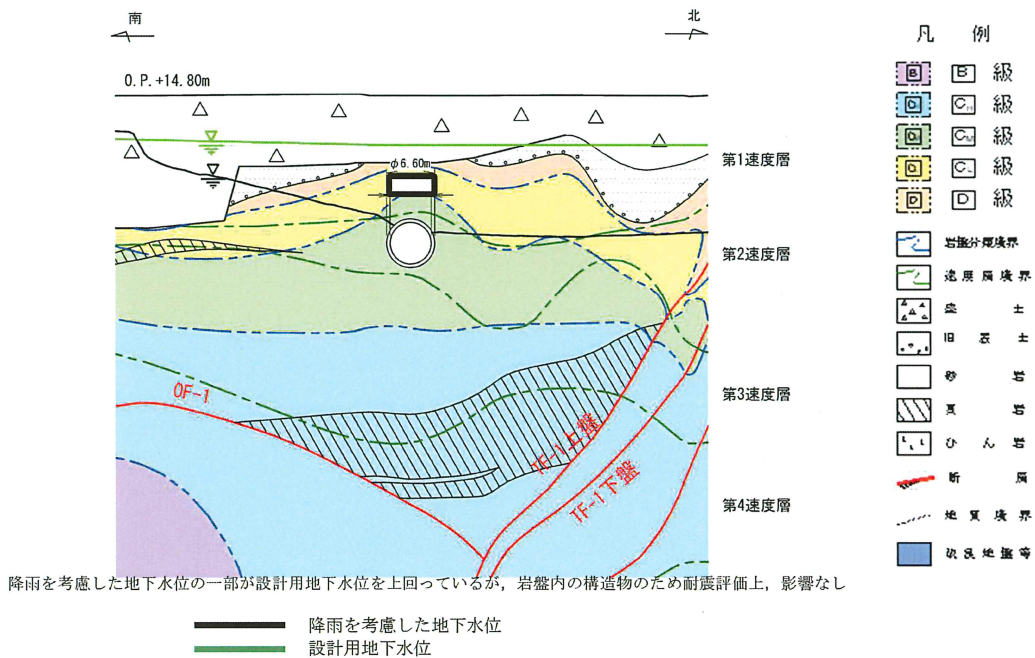 南
北
O.P.+14.80m
φ6.60m
第1速度層
第2速度層
第3速度層
第4速度層
OF-1
TF-1上盤
TF-1下盤
降雨を考慮した地下水位の一部が設計用地下水位を上回っているが，岩盤内の構造物のため耐震評価上，影響なし
降雨を考慮した地下水位
設計用地下水位
凡 例
B B 級
CH 級
CM 級
級
D D 級
岩盤分類境界
速度層境界
盛 土
旧 表 土
砂 岩
頁 岩
ひ ん 岩
断 層
地 質 境 界
改 良 地 盤 等